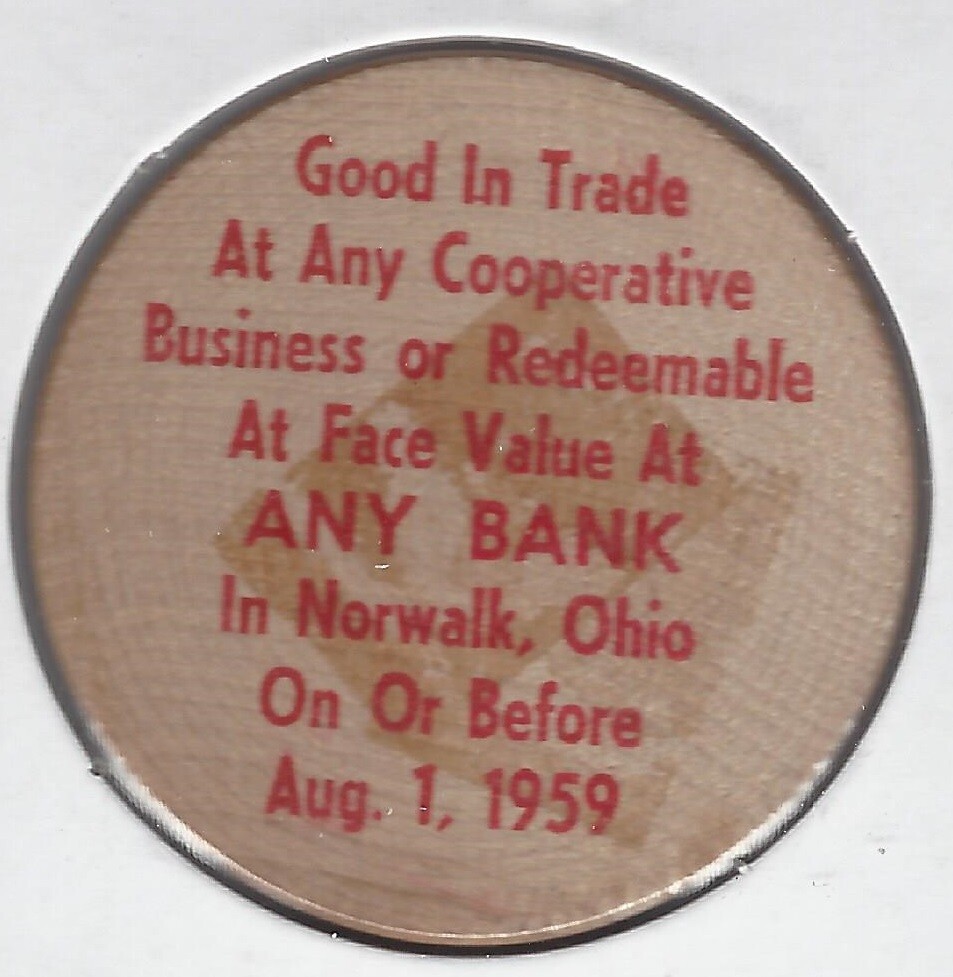 Good In Trade
At Any Cooperative
Business or Redeemable
At Face Value At
ANY BANK
In Norwalk, Ohio
On Or Before
Aug. 1, 1959